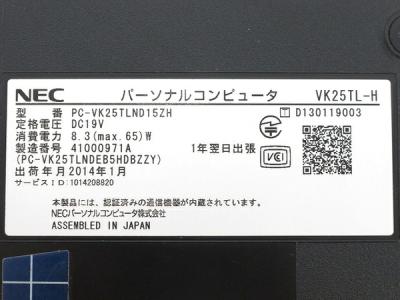 NEC パーソナルコンピュータ VK25TL-H
型 番 PC-VK25TLND15ZH
T D130119003
定格電圧 DC19V
消費電力 8.3(max.65)W
製造番号 41000971A
1年翌日出張
VCCI
(PC-VK25TLNDEB5HDBZZY)
出荷年月 2014年1月
サービスID：1014208820
本製品には、認証済みの通信機器が内蔵されています。
NECパーソナルコンピュータ株式会社
ASSEMBLED IN JAPAN